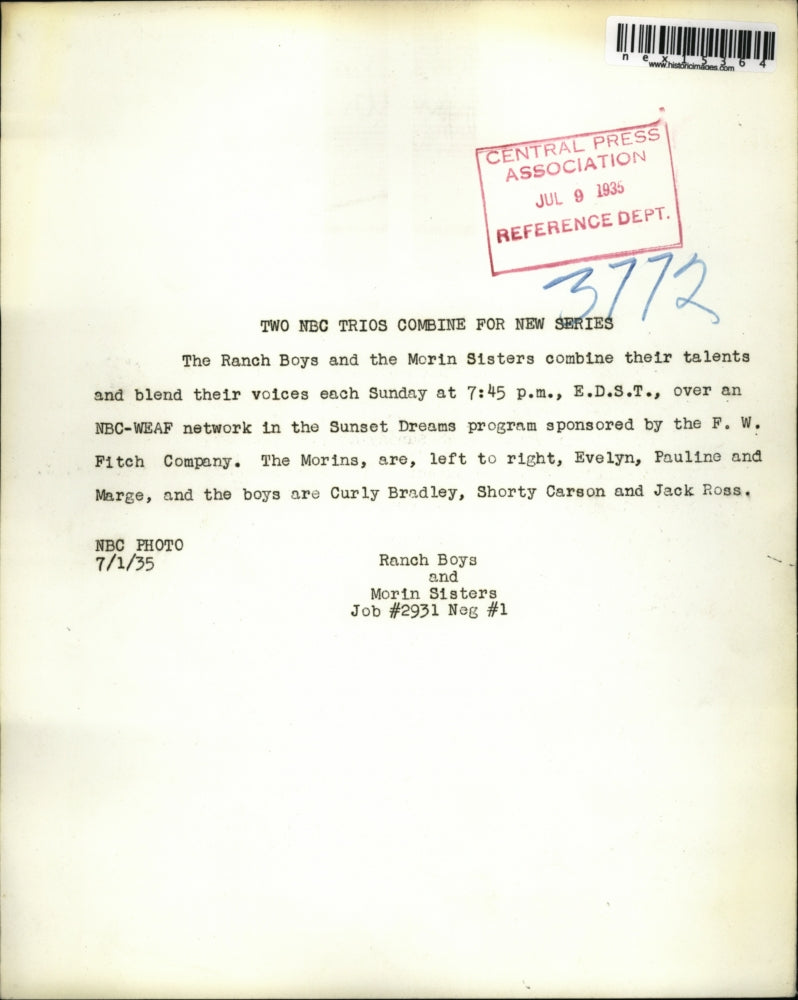 nex15364
www.historicimages.com
CENTRAL PRESS
ASSOCIATION
JUL 9 1935
REFERENCE DEPT.
3772
TWO NBC TRIOS COMBINE FOR NEW SERIES
The Ranch Boys and the Morin Sisters combine their talents
and blend their voices each Sunday at 7:45 p.m., E.D.S.T., over an
NBC-WEAF network in the Sunset Dreams program sponsored by the F. W.
Fitch Company. The Morins, are, left to right, Evelyn, Pauline and
Marge, and the boys are Curly Bradley, Shorty Carson and Jack Ross.
NBC PHOTO
7/1/35
Ranch Boys
and
Morin Sisters
Job #2931 Neg #1